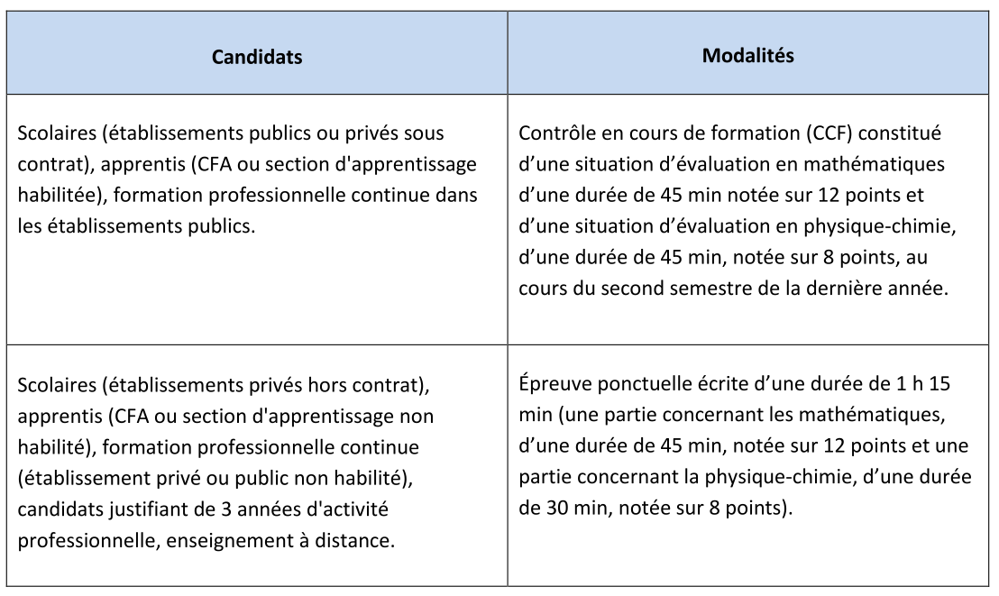 Candidats
Modalités
Scolaires (établissements publics ou privés sous
contrat), apprentis (CFA ou section d'apprentissage
habilitée), formation professionnelle continue dans
les établissements publics.
Contrôle en cours de formation (CCF) constitué
d’une situation d’évaluation en mathématiques
d’une durée de 45 min notée sur 12 points et
d’une situation d’évaluation en physique-chimie,
d’une durée de 45 min, notée sur 8 points, au
cours du second semestre de la dernière année.
Scolaires (établissements privés hors contrat),
apprentis (CFA ou section d'apprentissage non
habilité), formation professionnelle continue
(établissement privé ou public non habilité),
candidats justifiant de 3 années d'activité
professionnelle, enseignement à distance.
Épreuve ponctuelle écrite d’une durée de 1 h 15
min (une partie concernant les mathématiques,
d’une durée de 45 min, notée sur 12 points et une
partie concernant la physique-chimie, d’une durée
de 30 min, notée sur 8 points).